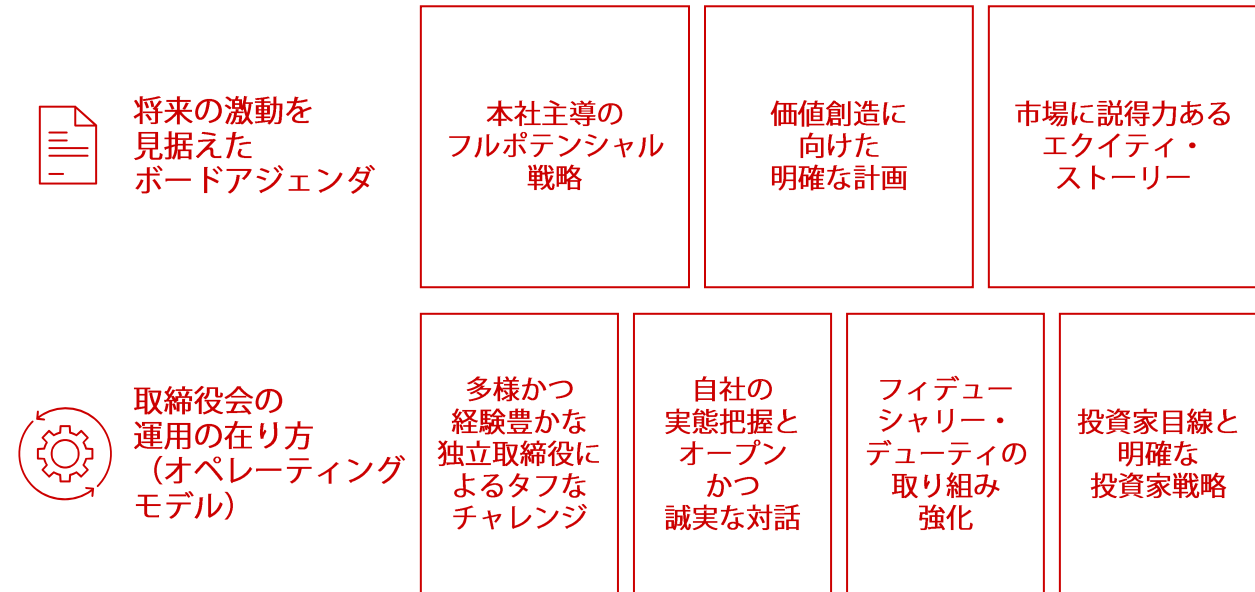 将来の激動を
見据えた
ボードアジェンダ
本社主導の
フルポテンシャル
戦略
価値創造に
向けた
明確な計画
市場に説得力ある
エクイティ・
ストーリー
取締役会の
運用の在り方
（オペレーティング
モデル）
多様かつ
経験豊かな
独立取締役に
よるタフな
チャレンジ
自社の
実態把握と
オープン
かつ
誠実な対話
フィデュー
シャリー・
デューティの
取り組み
強化
投資家目線と
明確な
投資家戦略